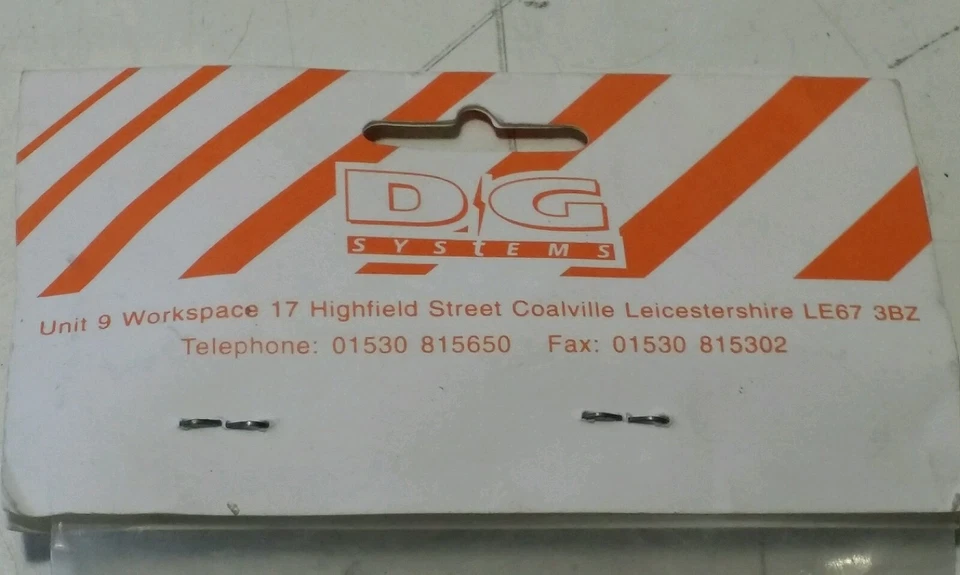 DG
SYStEMS
Unit 9 Workspace 17 Highfield Street Coalville Leicestershire LE67 3BZ
Telephone: 01530 815650 Fax: 01530 815302